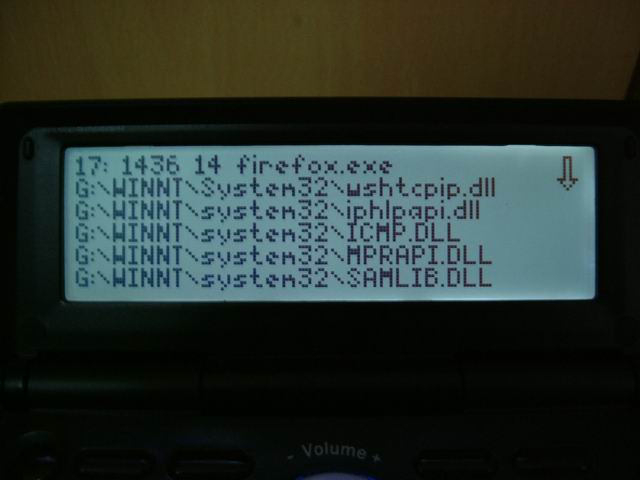 17: 1436 14 firefox.exe
G:\WINNT\System32\wshtcpip.dll
G:\WINNT\system32\iphlpapi.dll
G:\WINNT\system32\ICMP.DLL
G:\WINNT\system32\MPRAPI.DLL
G:\WINNT\system32\SAMLIB.DLL
- Volume +